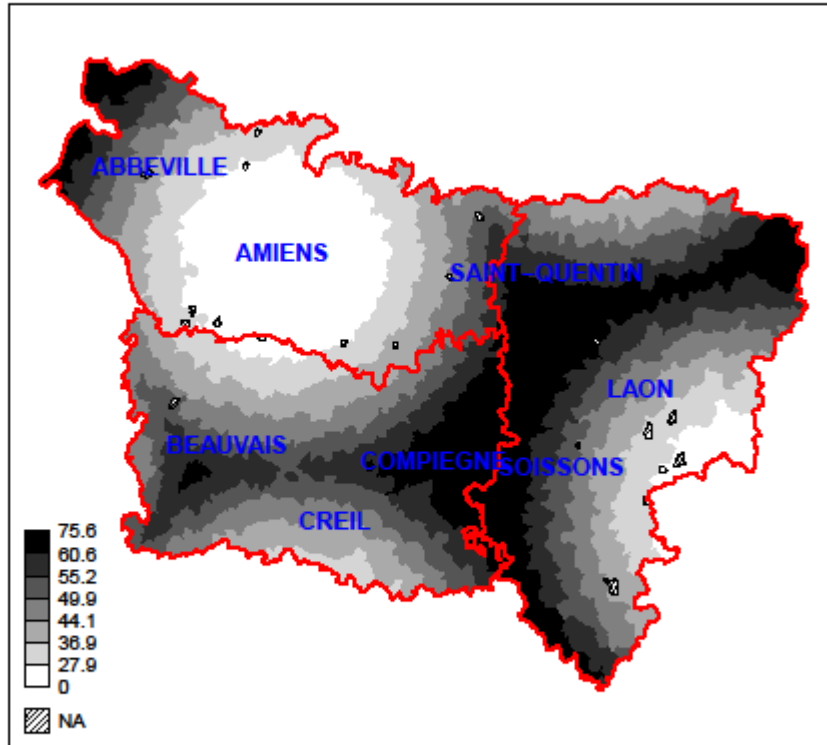 ABBEVILLE
AMIENS
SAINT-QUENTIN
LAON
BEAUVAIS
COMPIEGNE
SOISSONS
CREIL
75.6
60.6
55.2
49.9
44.1
36.9
27.9
0
NA